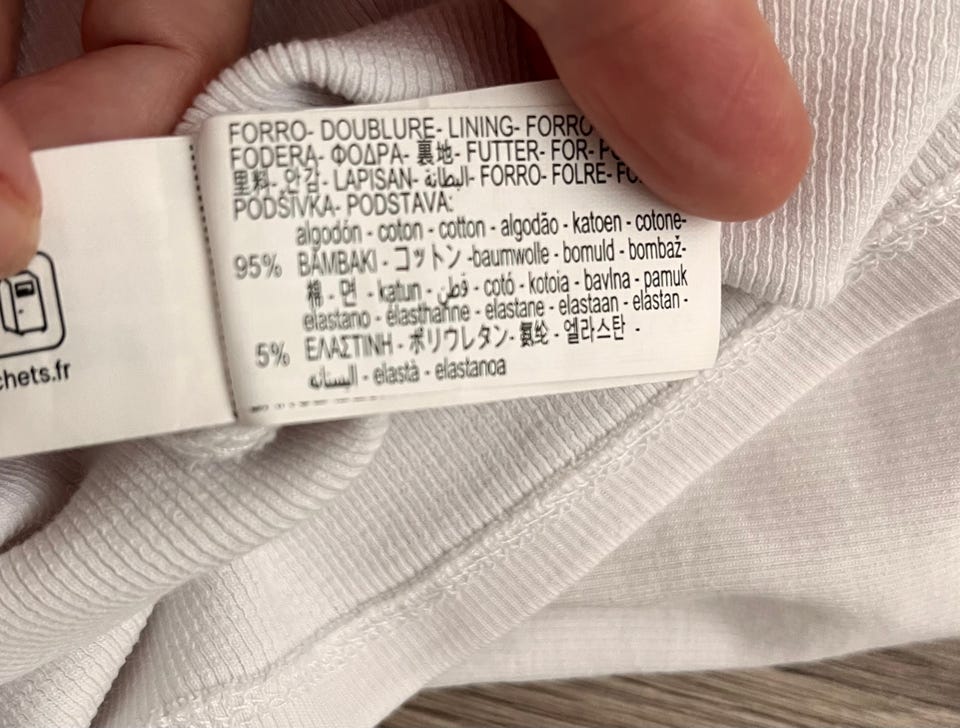 FORRO- DOUBLURE- LINING- FORRO
FODERA- ΦΟΔΡΑ- 裏地- FUTTER- FOR-
里料- 안감- LAPISAN- البطانة- FORRO- FOLRE-
PODŠÍVKA- PODSTAVA:
algodón - coton - cotton - algodão - katoen - cotone-
95% BAMBAKI - コットン -baumwolle - bomuld - bombaž-
棉 - 면 - katun - قطن - cotó - kotoia - bavlna - pamuk
elastano - élasthanne - elastane - elastaan - elastan -
5% ΕΛΑΣΤΙΝΗ - ポリウレタン- 氨纶 - 엘라스탄 -
اليستانه - elastà - elastanoa
chets.fr